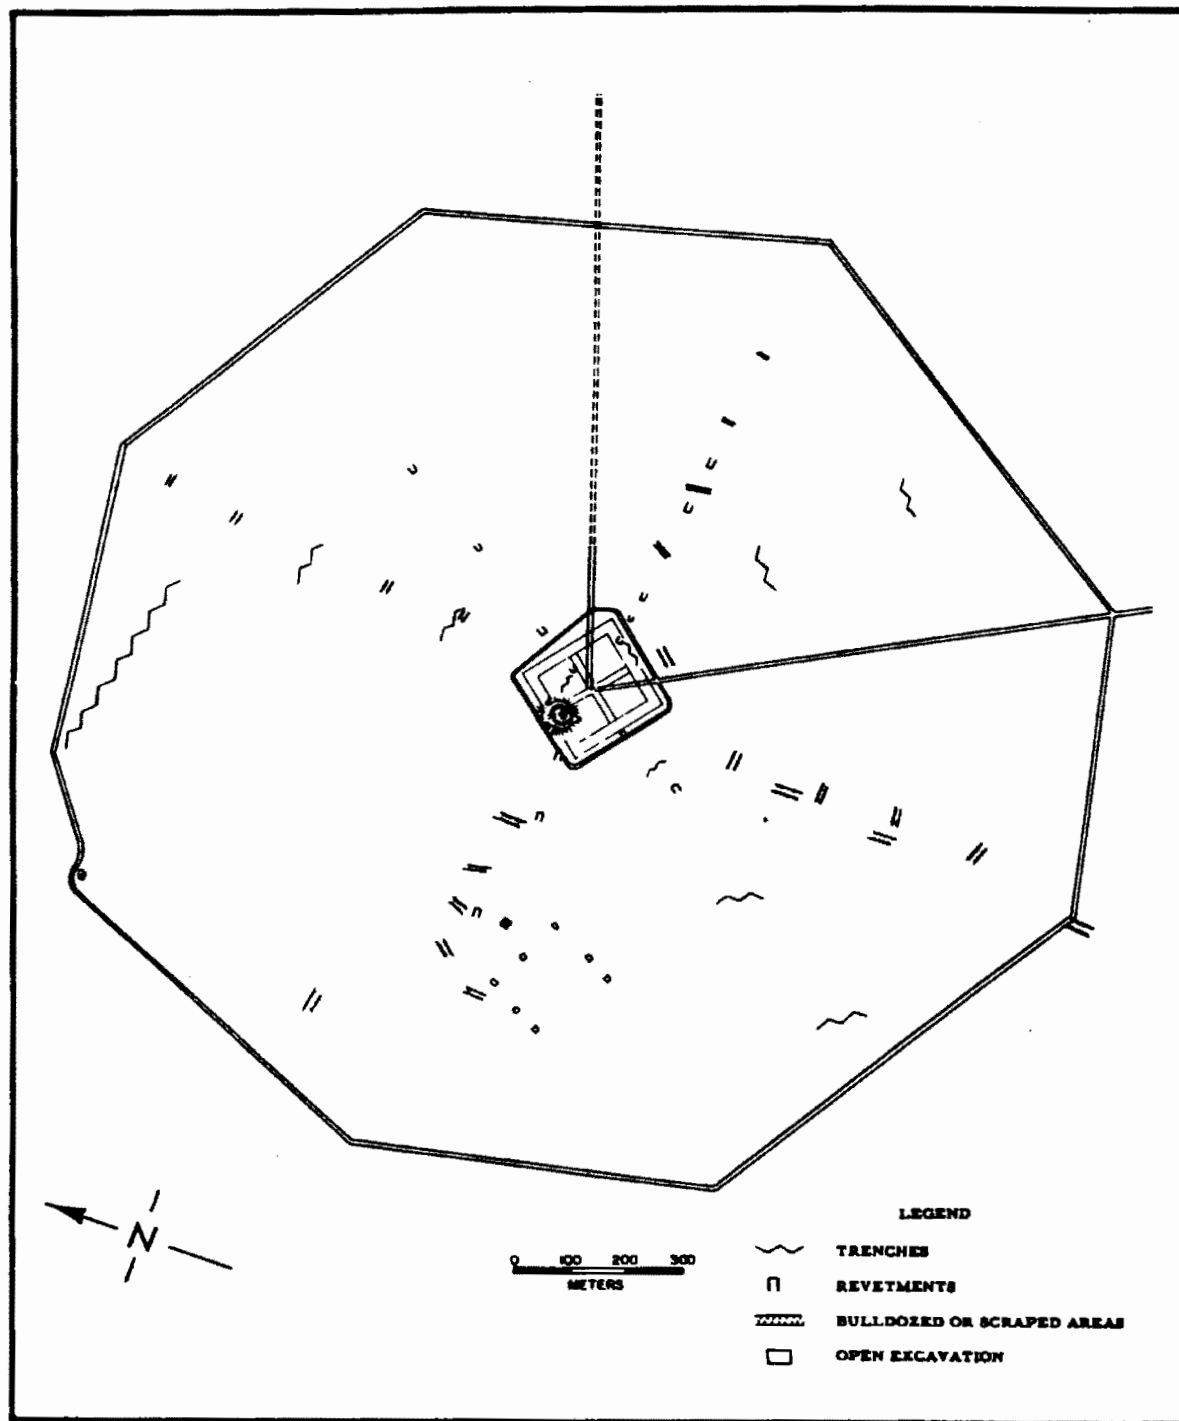 N
0 100 200 300
METERS
LEGEND
TRENCHES
REVETMENTS
BULLDOZED OR SCRAPED AREAS
OPEN EXCAVATION